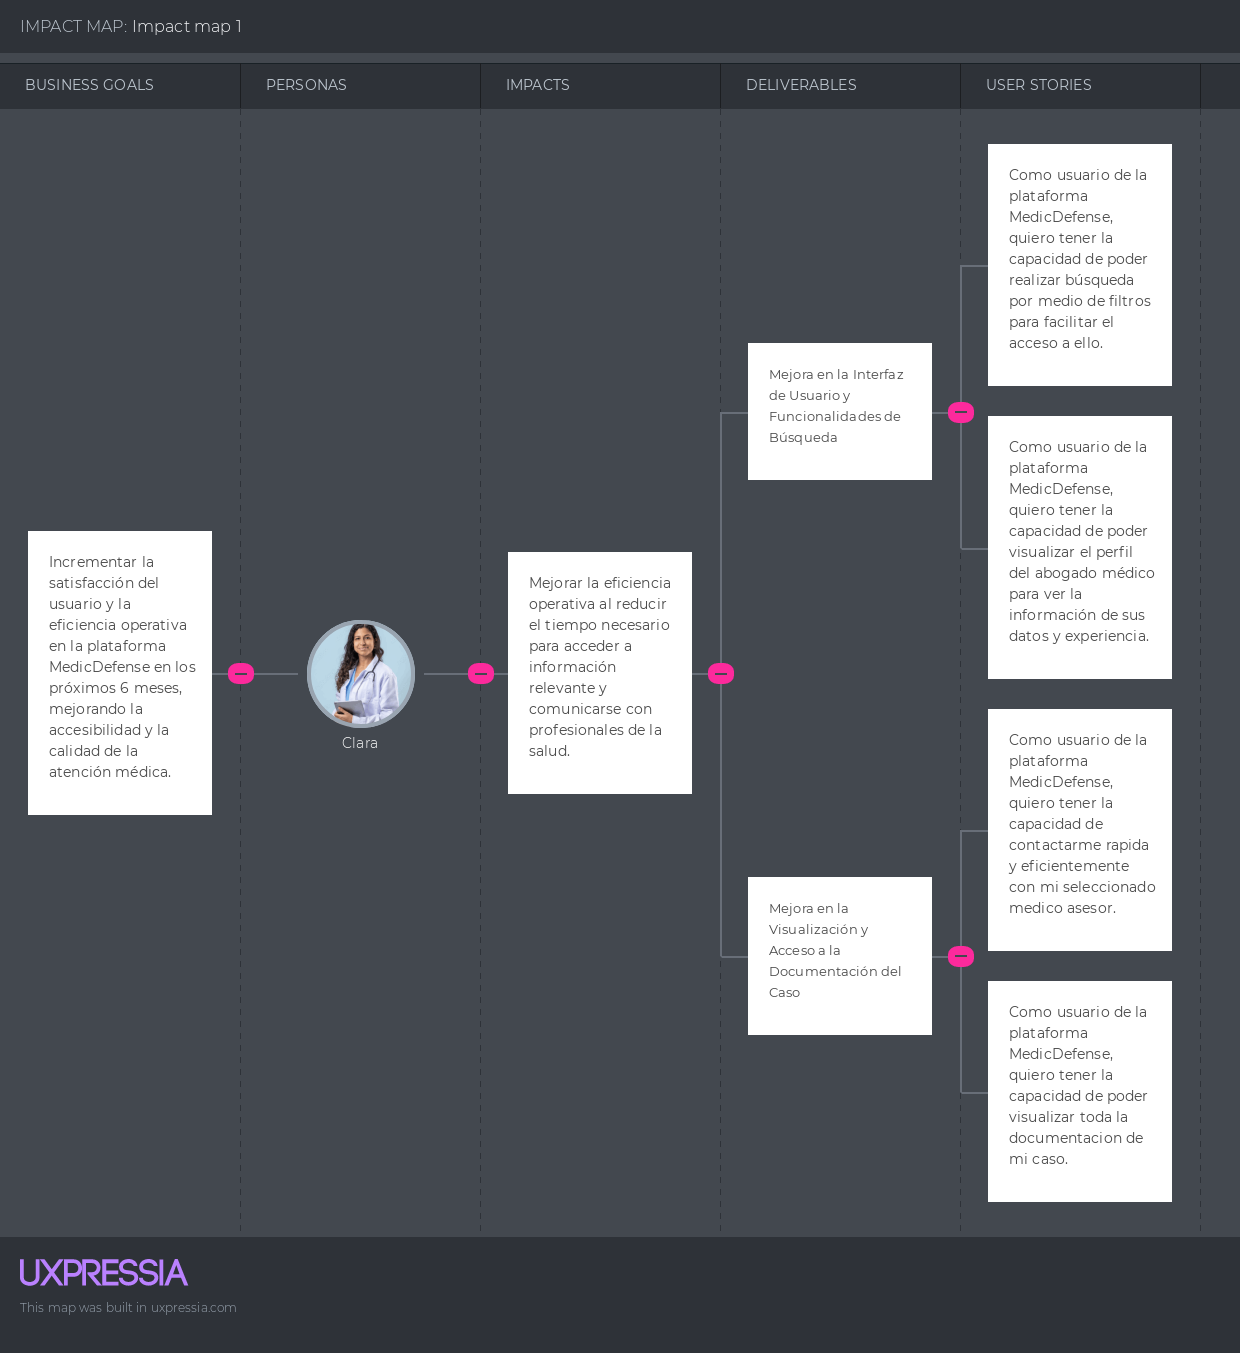 IMPACT MAP: Impact map 1
BUSINESS GOALS
PERSONAS
IMPACTS
DELIVERABLES
USER STORIES
Incrementar la
satisfacción del
usuario y la
eficiencia operativa
en la plataforma
MedicDefense en los
próximos 6 meses,
mejorando la
accesibilidad y la
calidad de la
atención médica.
Clara
Mejorar la eficiencia
operativa al reducir
el tiempo necesario
para acceder a
información
relevante y
comunicarse con
profesionales de la
salud.
Mejora en la Interfaz
de Usuario y
Funcionalidades de
Búsqueda
Como usuario de la
plataforma
MedicDefense,
quiero tener la
capacidad de poder
realizar búsqueda
por medio de filtros
para facilitar el
acceso a ello.
Como usuario de la
plataforma
MedicDefense,
quiero tener la
capacidad de poder
visualizar el perfil
del abogado médico
para ver la
información de sus
datos y experiencia.
Mejora en la
Visualización y
Acceso a la
Documentación del
Caso
Como usuario de la
plataforma
MedicDefense,
quiero tener la
capacidad de
contactarme rapida
y eficientemente
con mi seleccionado
medico asesor.
Como usuario de la
plataforma
MedicDefense,
quiero tener la
capacidad de poder
visualizar toda la
documentacion de
mi caso.
UXPRESSIA
This map was built in uxpressia.com